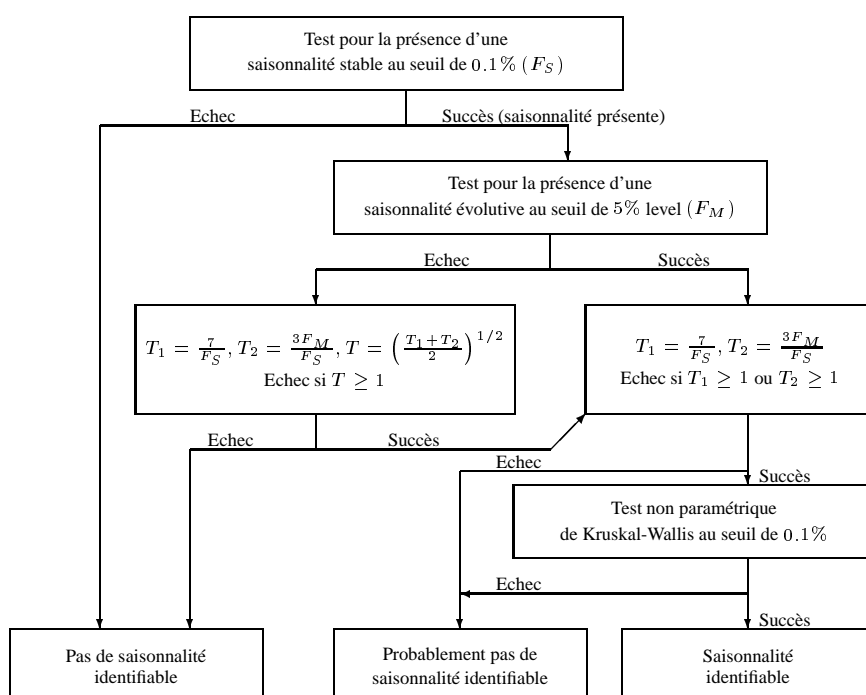 Test pour la présence d'une
saisonnalité stable au seuil de 0.1% (F_S)
Echec
Succès (saisonnalité présente)
Test pour la présence d'une
saisonnalité évolutive au seuil de 5% level (F_M)
Echec
Succès
T_1 = 7/F_S, T_2 = 3F_M/F_S, T = ((T_1+T_2)/2)^{1/2}
Echec si T ≥ 1
T_1 = 7/F_S, T_2 = 3F_M/F_S
Echec si T_1 ≥ 1 ou T_2 ≥ 1
Echec
Succès
Echec
Succès
Test non paramétrique
de Kruskal-Wallis au seuil de 0.1%
Echec
Succès
Pas de saisonnalité
identifiable
Probablement pas de
saisonnalité identifiable
Saisonnalité
identifiable